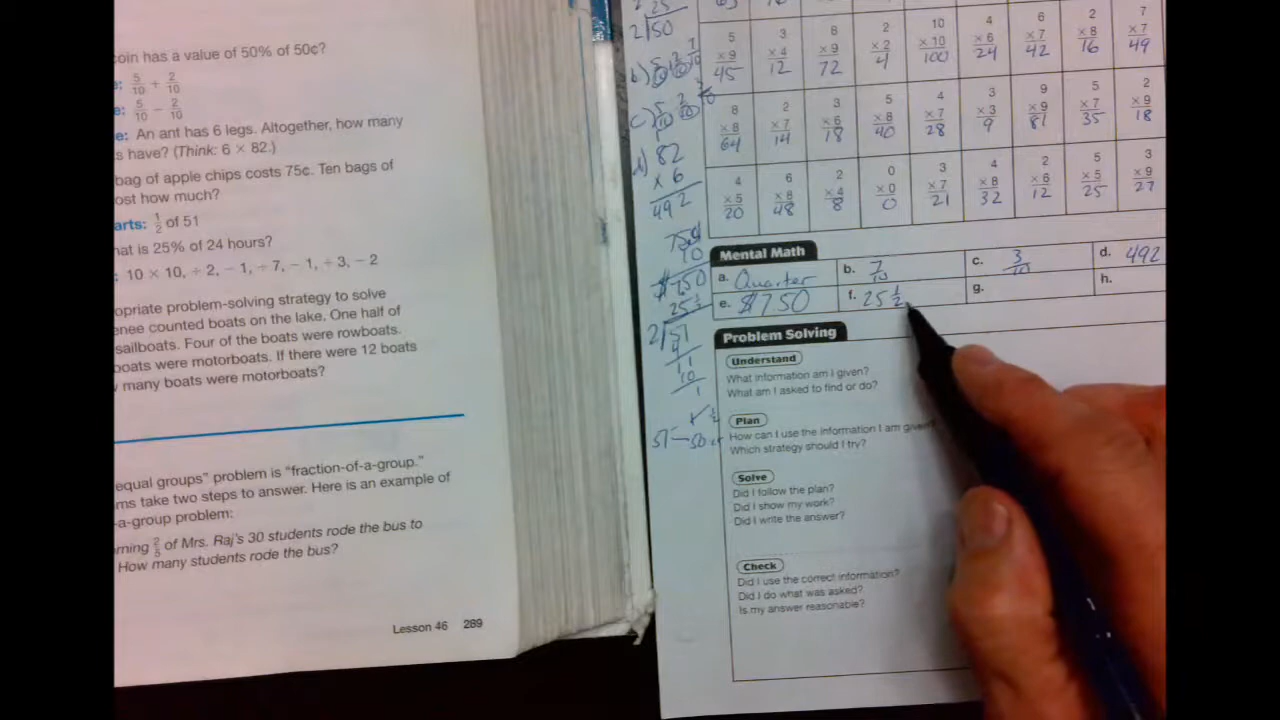 coin has a value of 50% of 50¢?
e: 5/10 + 2/10
e: 5/10 − 2/10
e: An ant has 6 legs. Altogether, how many
s have? (Think: 6 × 82.)
bag of apple chips costs 75¢. Ten bags of
ost how much?
arts: 1/2 of 51
hat is 25% of 24 hours?
: 10 × 10, ÷ 2, − 1, ÷ 7, − 1, ÷ 3, − 2
opriate problem-solving strategy to solve
enee counted boats on the lake. One half of
sailboats. Four of the boats were rowboats.
boats were motorboats. If there were 12 boats
many boats were motorboats?
equal groups” problem is “fraction-of-a-group.”
ms take two steps to answer. Here is an example of
-a-group problem:
rning 2/5 of Mrs. Raj’s 30 students rode the bus to
How many students rode the bus?
Lesson 46 289
25
2)50
b)
c)
d) 82
× 6
492
$7.50
25 1/2
2)51
4
11
10
1
5 3 8 2 10 4 6 2 7
×9 ×4 ×9 ×2 ×10 ×6 ×7 ×8 ×7
45 12 72 4 100 24 42 16 49
8 2 3 5 4 3 9 5 2
×8 ×7 ×6 ×8 ×7 ×3 ×9 ×7 ×9
64 14 18 40 28 9 81 35 18
4 6 2 0 3 4 2 5 3
×5 ×8 ×4 ×0 ×7 ×8 ×6 ×5 ×9
20 48 8 0 21 32 12 25 27
Mental Math
a. Quarter b. 7/10 c. 3/10 d. 492
e. $7.50 f. 25 1/2 g. h.
Problem Solving
Understand
What information am I given?
What am I asked to find or do?
Plan
How can I use the information I am given?
Which strategy should I try?
Solve
Did I follow the plan?
Did I show my work?
Did I write the answer?
Check
Did I use the correct information?
Did I do what was asked?
Is my answer reasonable?